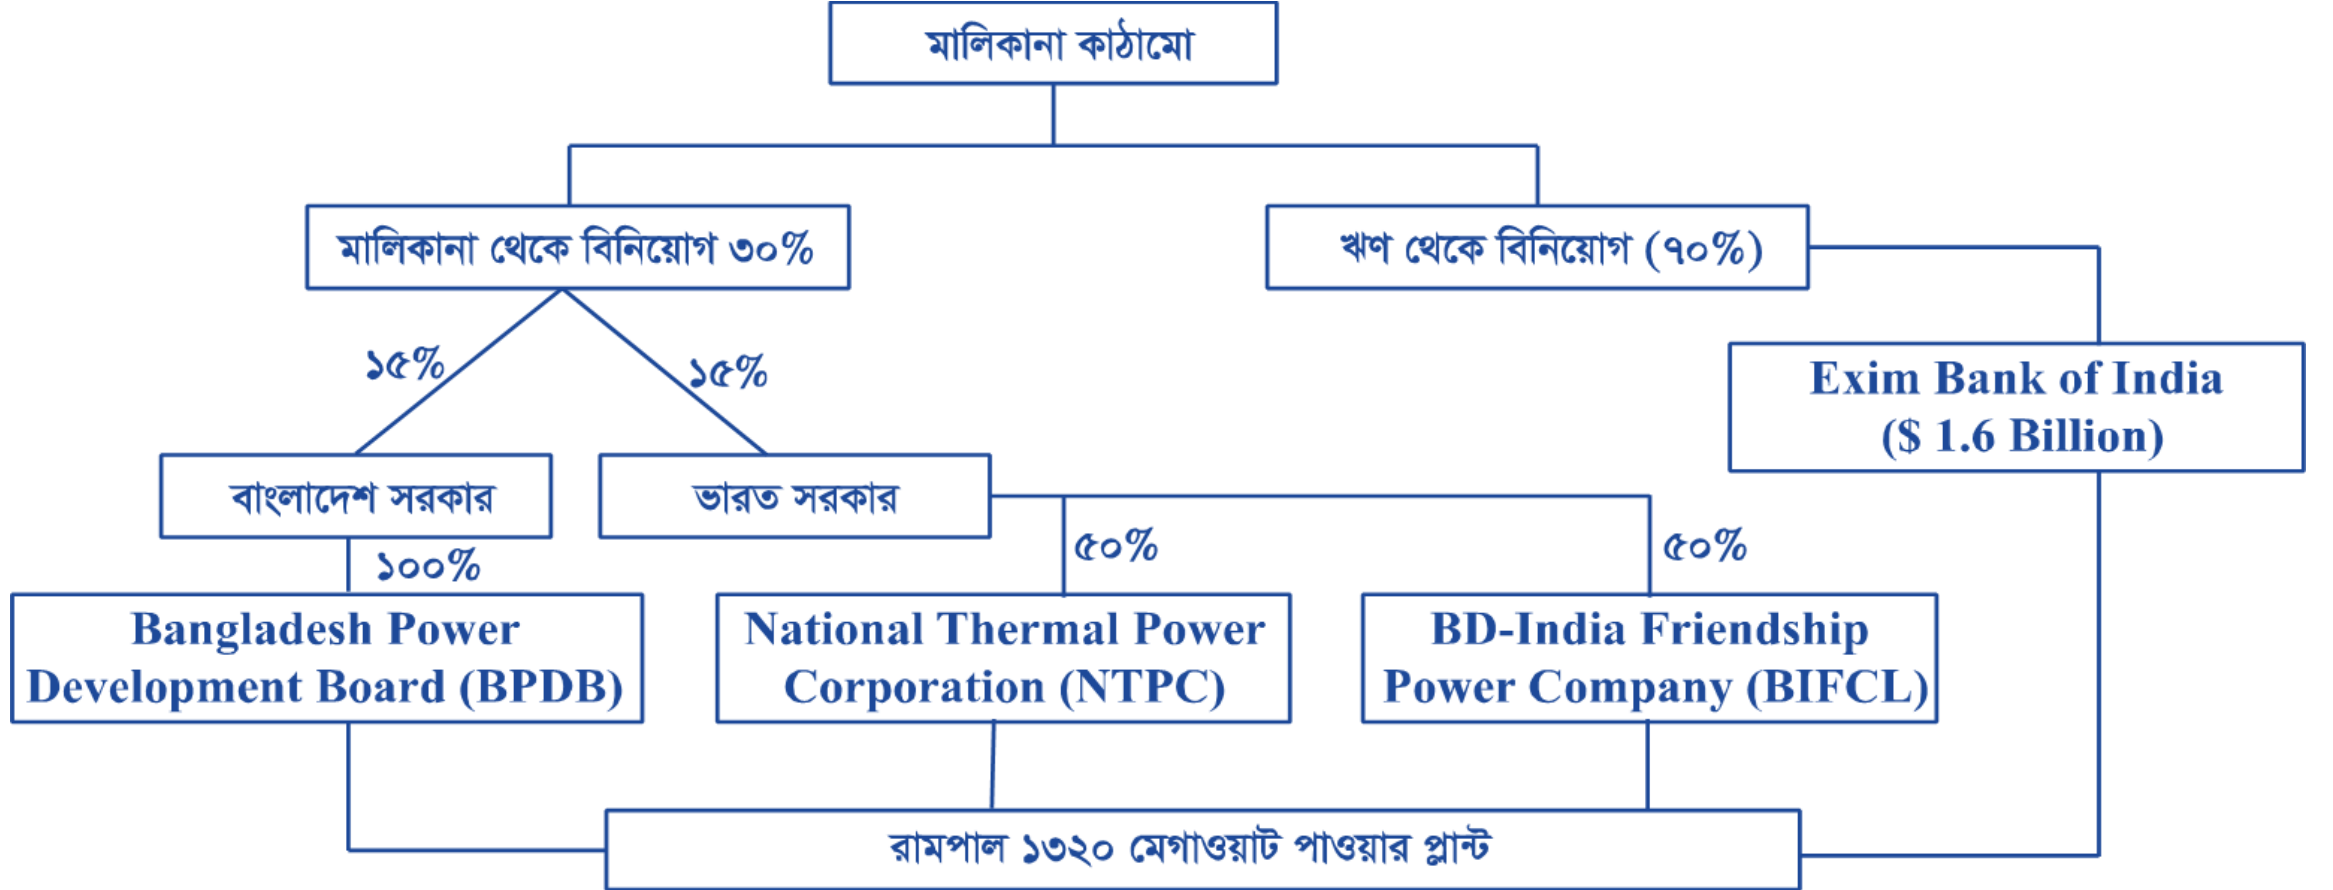 মালিকানা কাঠামো
মালিকানা থেকে বিনিয়োগ ৩০%
ঋণ থেকে বিনিয়োগ (৭০%)
১৫%
১৫%
Exim Bank of India
($ 1.6 Billion)
বাংলাদেশ সরকার
ভারত সরকার
১০০%
৫০%
৫০%
Bangladesh Power
Development Board (BPDB)
National Thermal Power
Corporation (NTPC)
BD-India Friendship
Power Company (BIFCL)
রামপাল ১৩২০ মেগাওয়াট পাওয়ার প্লান্ট